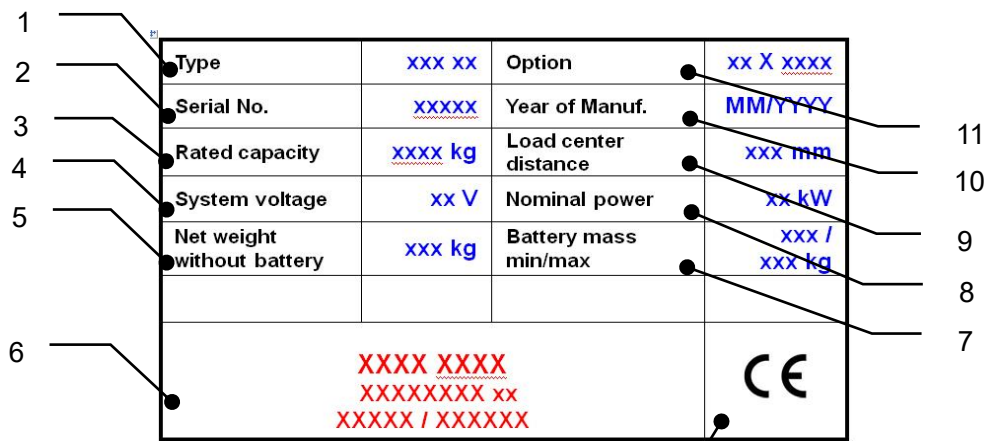 1
2
3
4
5
6
Type xxx xx Option xx X xxxx
Serial No. xxxxx Year of Manuf. MM/YYYY
Rated capacity xxxx kg Load center
distance xxx mm
System voltage xx V Nominal power xx kW
Net weight
without battery xxx kg Battery mass
min/max xxx /
xxx kg
XXXX XXXX
XXXXXXXX xx
XXXXX / XXXXXX
CE
11
10
9
8
7